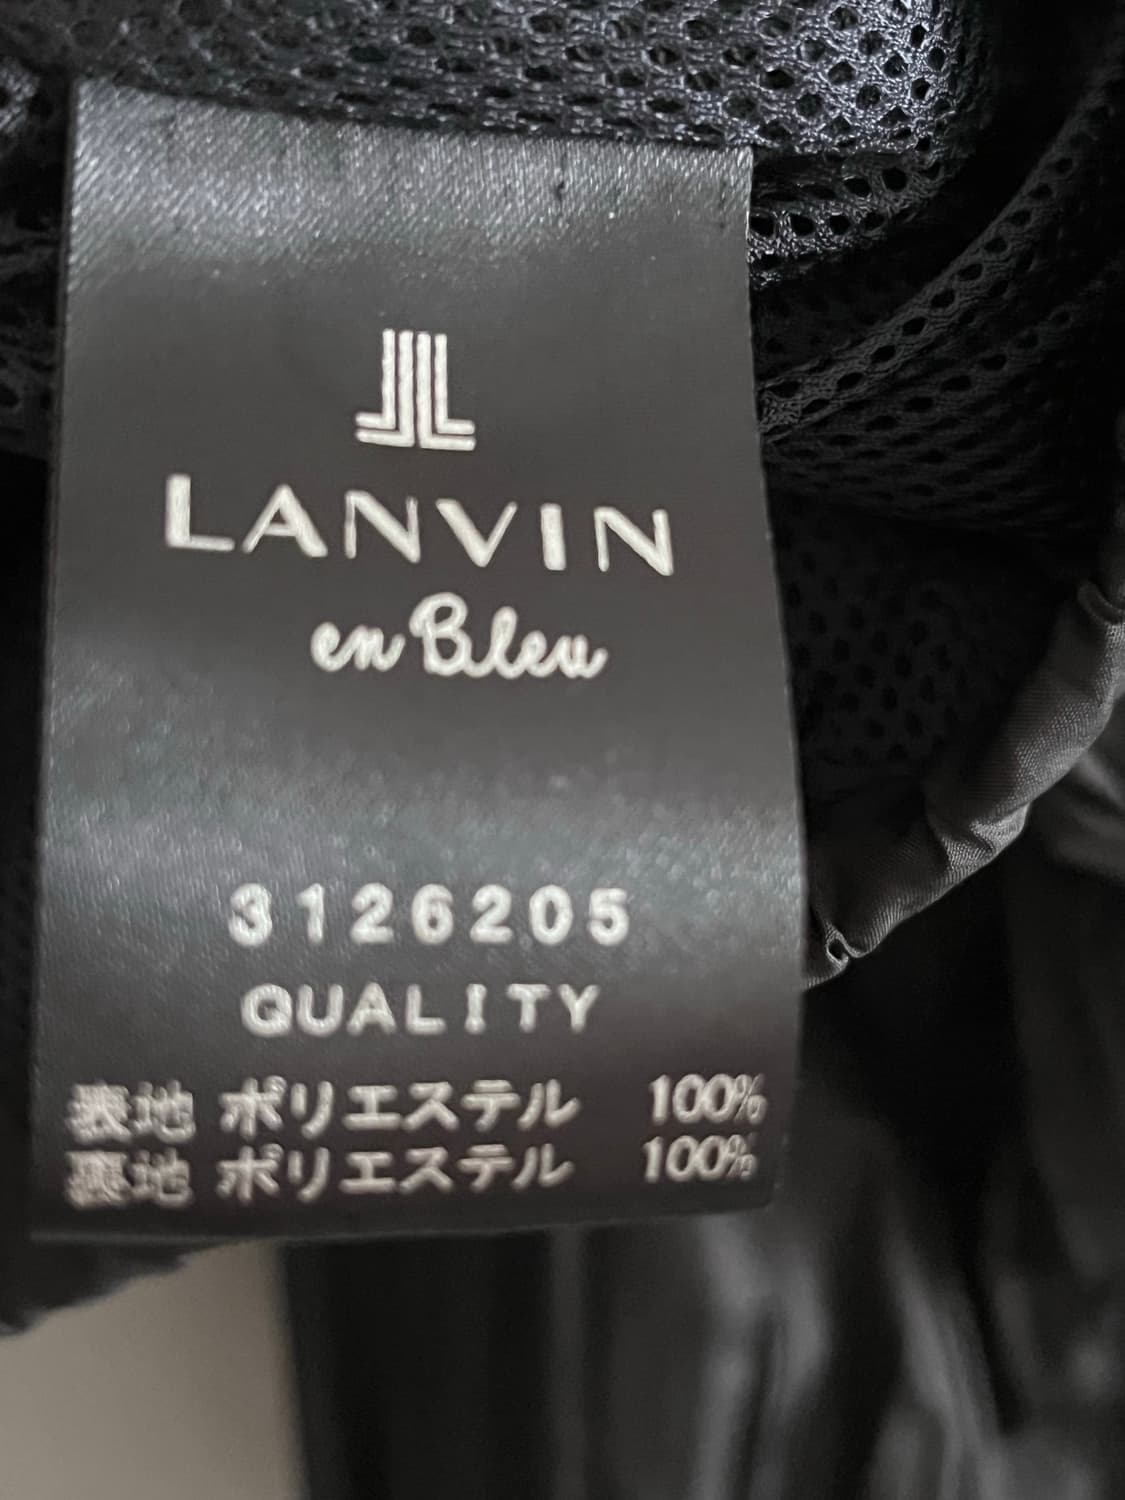 LANVIN
en Bleu
3126205
QUALITY
表地 ポリエステル 100%
裏地 ポリエステル 100%